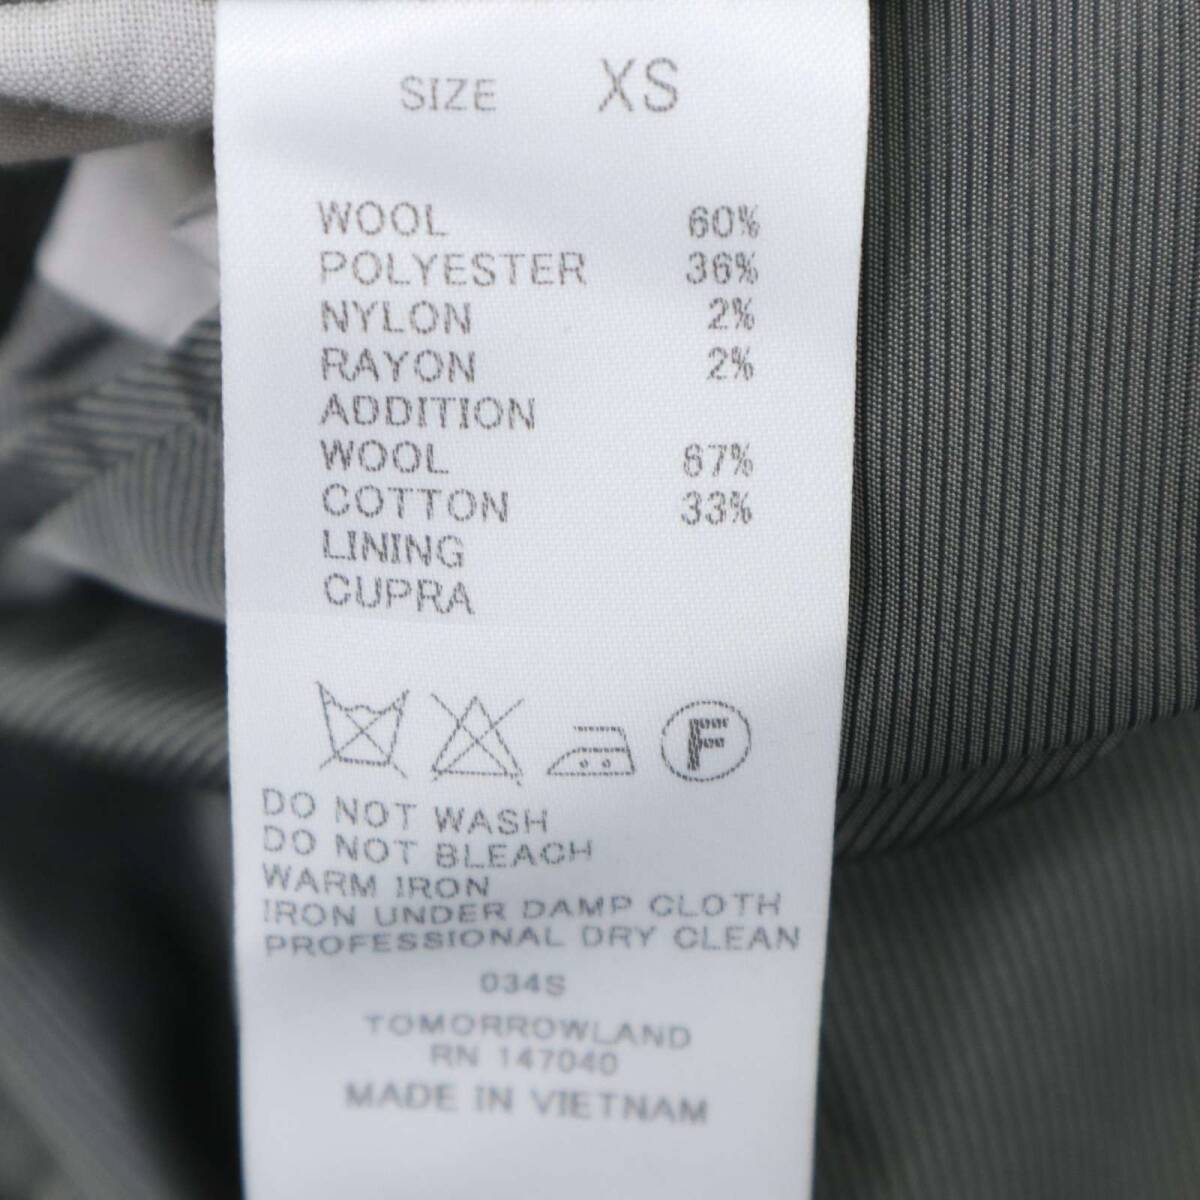 SIZE XS
WOOL 60%
POLYESTER 36%
NYLON 2%
RAYON 2%
ADDITION
WOOL 67%
COTTON 33%
LINING
CUPRA
F
DO NOT WASH
DO NOT BLEACH
WARM IRON
IRON UNDER DAMP CLOTH
PROFESSIONAL DRY CLEAN
034S
TOMORROWLAND
RN 147040
MADE IN VIETNAM